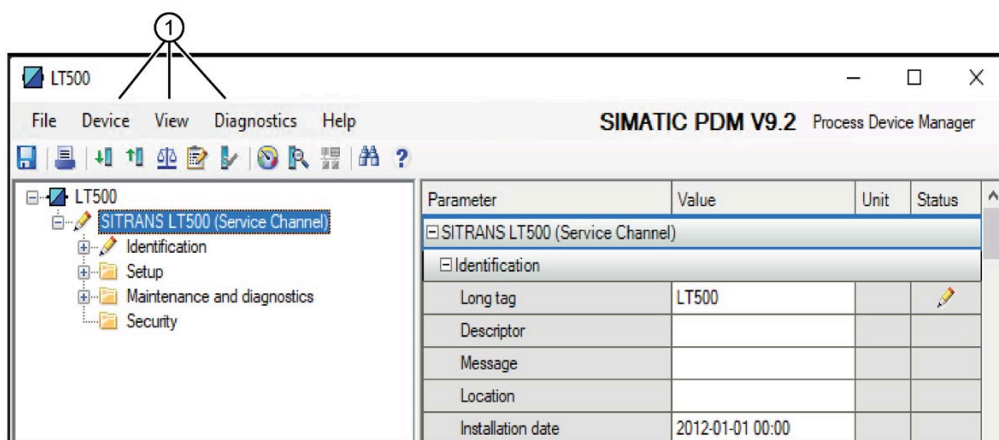 1
LT500
File Device View Diagnostics Help
SIMATIC PDM V9.2 Process Device Manager
LT500
SITRANS LT500 (Service Channel)
Identification
Setup
Maintenance and diagnostics
Security
Parameter Value Unit Status
SITRANS LT500 (Service Channel)
Identification
Long tag LT500
Descriptor
Message
Location
Installation date 2012-01-01 00:00